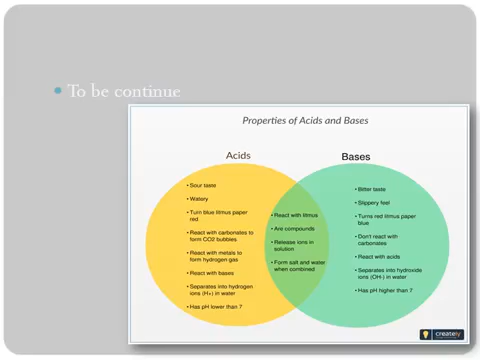 • To be continue
Properties of Acids and Bases
Acids
• Sour taste
• Watery
• Turn blue litmus paper
red
• React with carbonates to
form CO2 bubbles
• React with metals to
form hydrogen gas
• React with bases
• Separates into hydrogen
ions (H+) in water
• Has pH lower than 7
• React with litmus
• Are compounds
• Release ions in
solution
• Form salt and water
when combined
Bases
• Bitter taste
• Slippery feel
• Turns red litmus paper
blue
• Don't react with
carbonates
• React with acids
• Separates into hydroxide
ions (OH-) in water
• Has pH higher than 7
creately